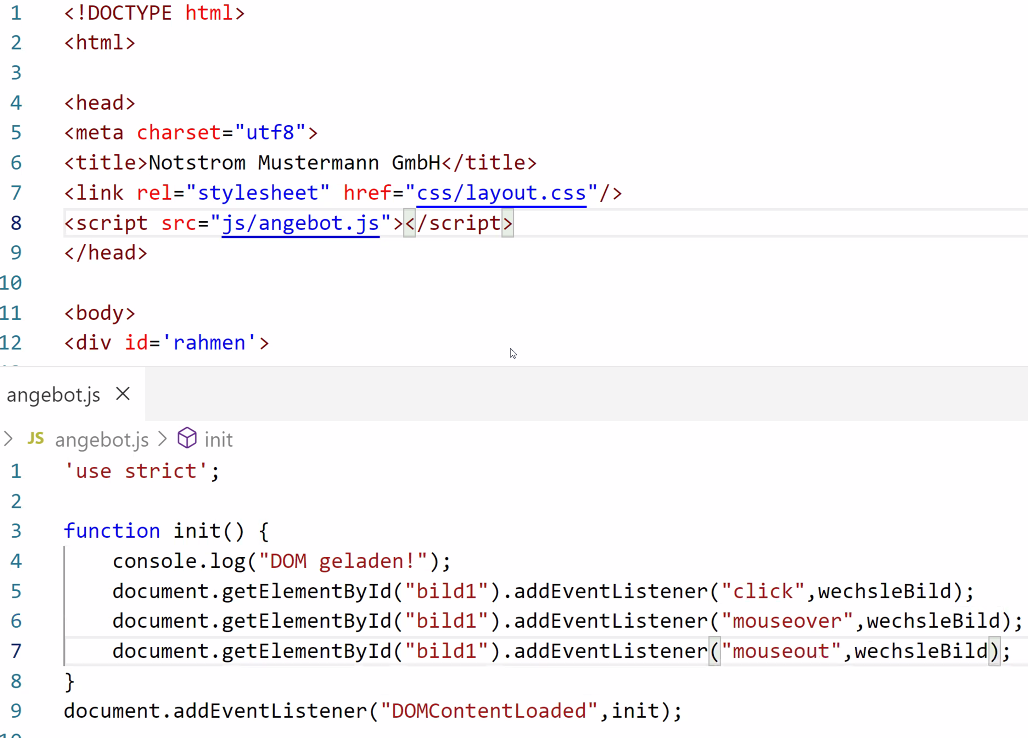 1 <!DOCTYPE html>
2 <html>
3
4 <head>
5 <meta charset="utf8">
6 <title>Notstrom Mustermann GmbH</title>
7 <link rel="stylesheet" href="css/layout.css"/>
8 <script src="js/angebot.js"></script>
9 </head>
10
11 <body>
12 <div id='rahmen'>
angebot.js ×
> JS angebot.js > init
1 'use strict';
2
3 function init() {
4 console.log("DOM geladen!");
5 document.getElementById("bild1").addEventListener("click",wechsleBild);
6 document.getElementById("bild1").addEventListener("mouseover",wechsleBild);
7 document.getElementById("bild1").addEventListener("mouseout",wechsleBild);
8 }
9 document.addEventListener("DOMContentLoaded",init);